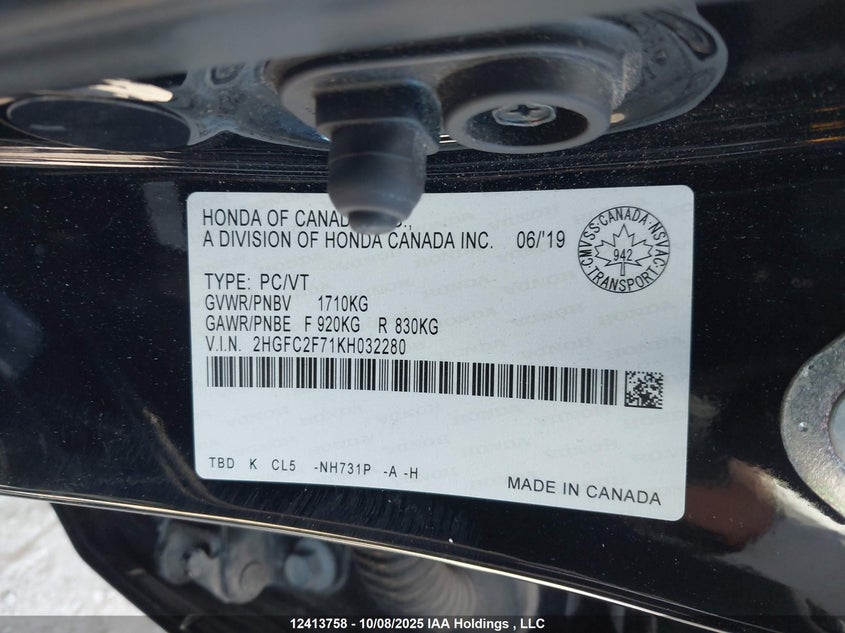 HONDA OF CANADA
A DIVISION OF HONDA CANADA INC. 06/'19
CMVSS·CANADA·NSVAC
942
TRANSPORT
TYPE: PC/VT
GVWR/PNBV 1710KG
GAWR/PNBE F 920KG R 830KG
V.I.N. 2HGFC2F71KH032280
TBD K CL5 -NH731P -A -H
MADE IN CANADA
12413758 - 10/08/2025 IAA Holdings , LLC